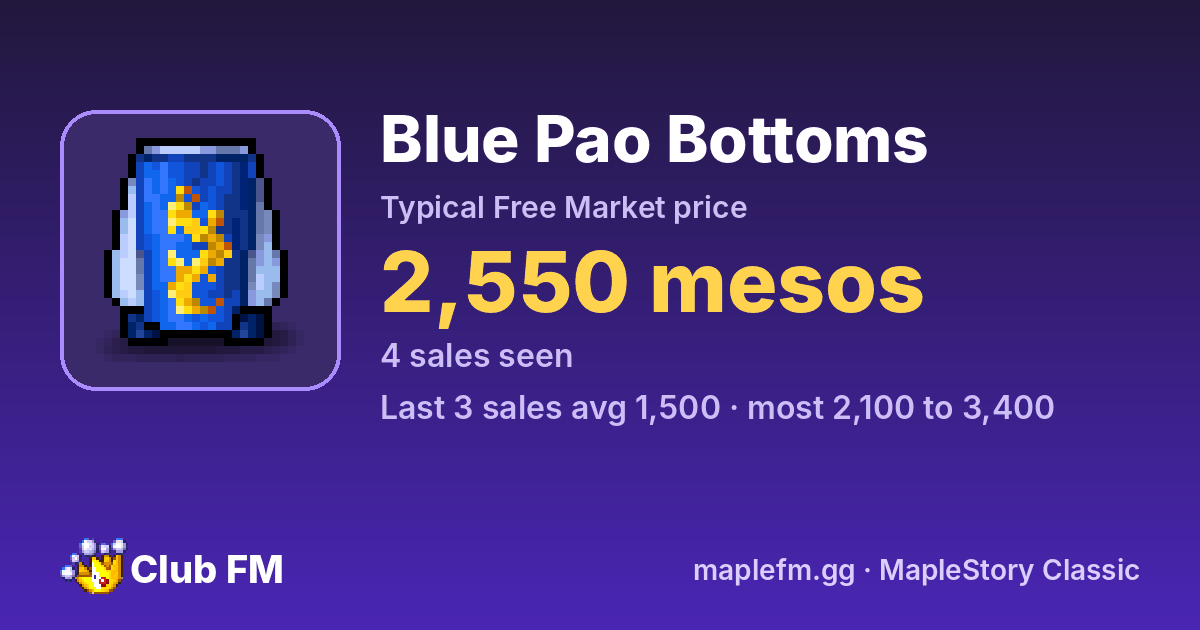 Blue Pao Bottoms
Typical Free Market price
2,550 mesos
4 sales seen
Last 3 sales avg 1,500 · most 2,100 to 3,400
Club FM
maplefm.gg · MapleStory Classic